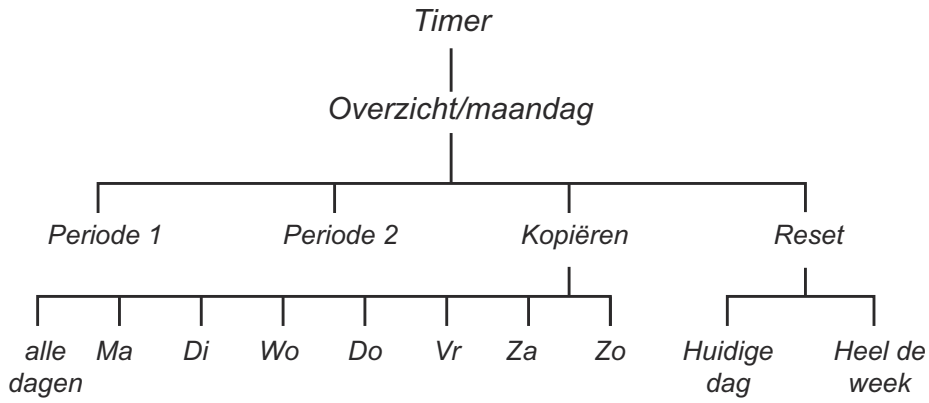 Timer
Overzicht/maandag
Periode 1 Periode 2 Kopiëren Reset
alle Ma Di Wo Do Vr Za Zo Huidige Heel de
dagen dag week